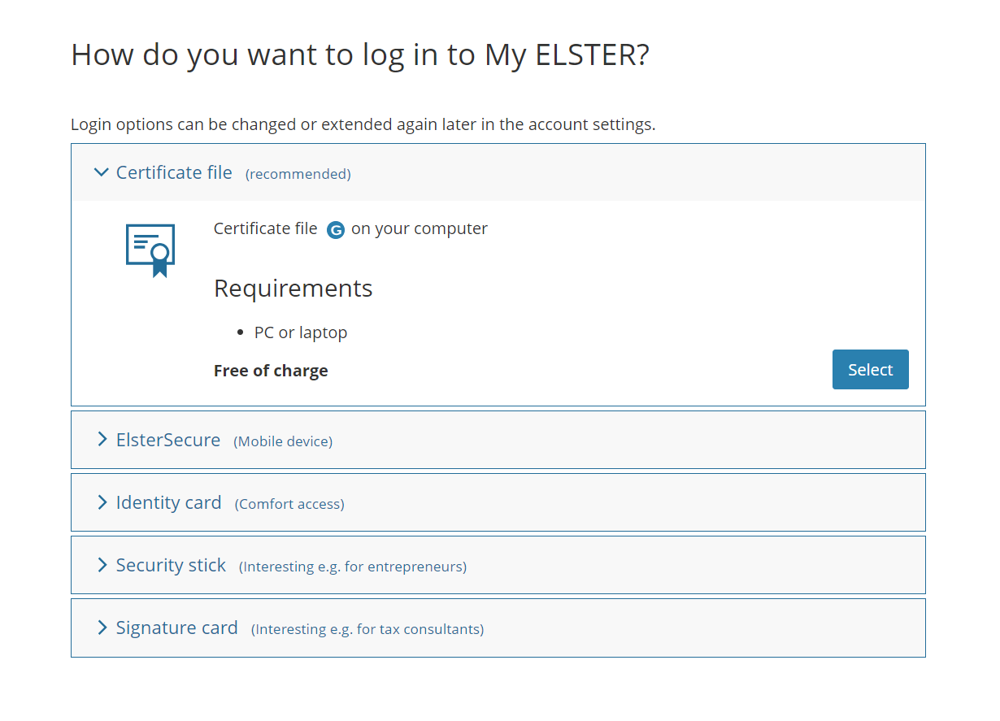 How do you want to log in to My ELSTER?
Login options can be changed or extended again later in the account settings.
Certificate file (recommended)
Certificate file G on your computer
Requirements
• PC or laptop
Free of charge
Select
ElsterSecure (Mobile device)
Identity card (Comfort access)
Security stick (Interesting e.g. for entrepreneurs)
Signature card (Interesting e.g. for tax consultants)